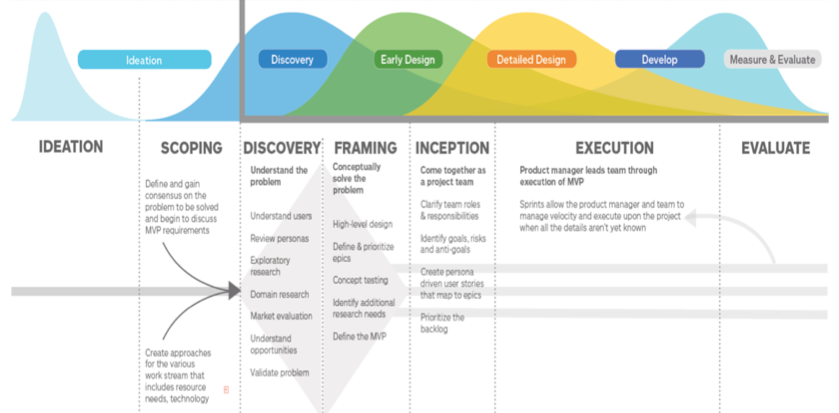 Ideation
Discovery
Early Design
Detailed Design
Develop
Measure & Evaluate
IDEATION
SCOPING
DISCOVERY
FRAMING
INCEPTION
EXECUTION
EVALUATE
Define and gain
consensus on the
problem to be solved
and begin to discuss
MVP requirements
Create approaches
for the various
work stream that
includes resource
needs, technology
Understand the
problem
Understand users
Review personas
Exploratory
research
Domain research
Market evaluation
Understand
opportunities
Validate problem
Conceptually
solve the
problem
High-level design
Define & prioritize
epics
Concept testing
Identify additional
research needs
Define the MVP
Come together as
a project team
Clarify team roles
& responsibilities
Identify goals, risks
and anti-goals
Create persona
driven user stories
that map to epics
Prioritize the
backlog
Product manager leads team through
execution of MVP
Sprints allow the product manager and team to
manage velocity and execute upon the project
when all the details aren't yet known